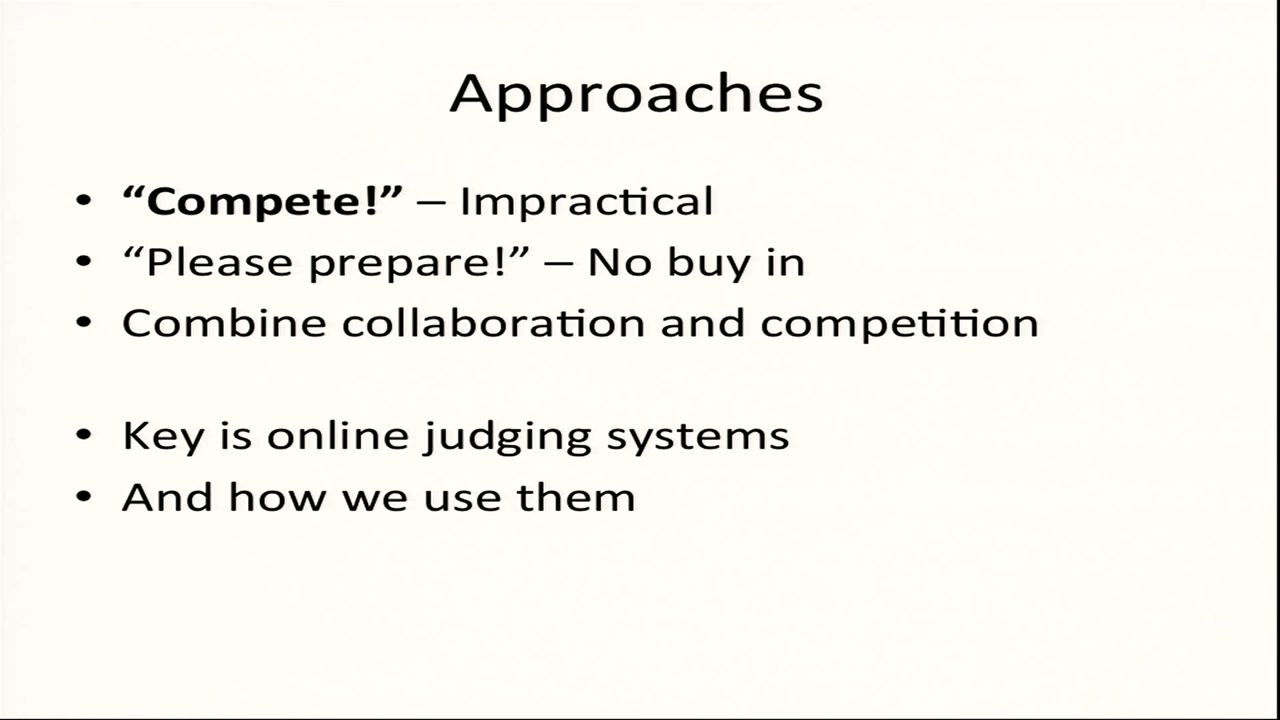 Approaches
• “Compete!” – Impractical
• “Please prepare!” – No buy in
• Combine collaboration and competition
• Key is online judging systems
• And how we use them